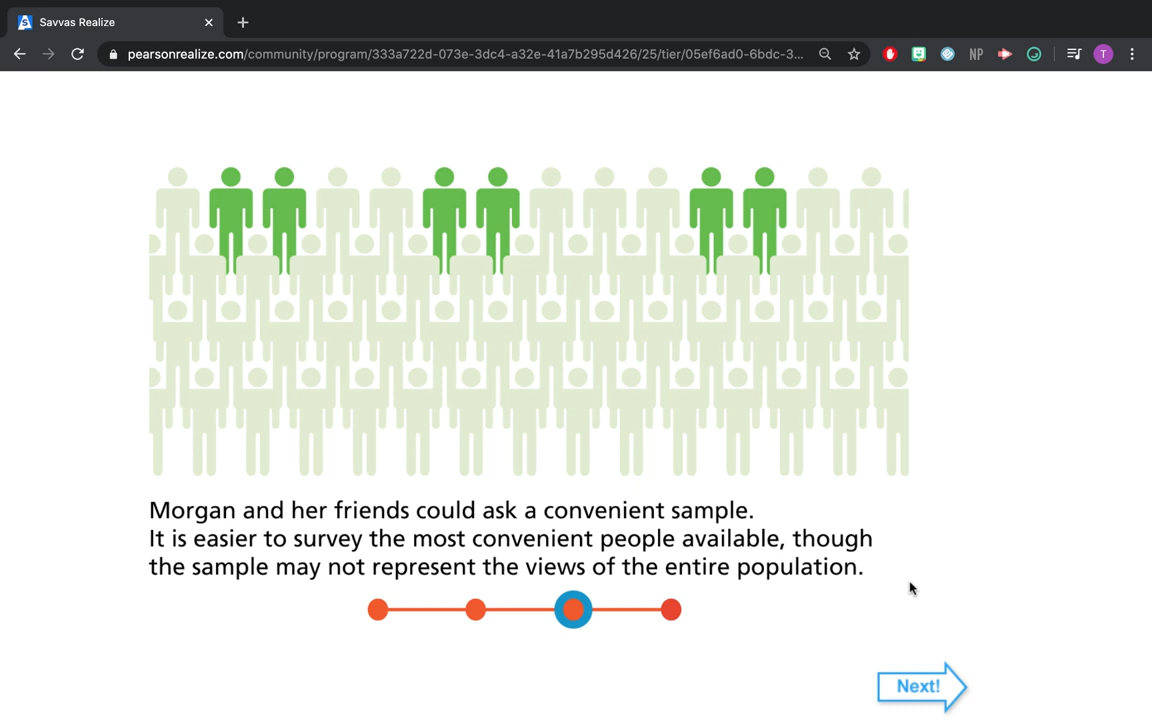 Savvas Realize
pearsonrealize.com/community/program/333a722d-073e-3dc4-a32e-41a7b295d426/25/tier/05ef6ad0-6bdc-3...
NP
T
Morgan and her friends could ask a convenient sample.
It is easier to survey the most convenient people available, though
the sample may not represent the views of the entire population.
Next!